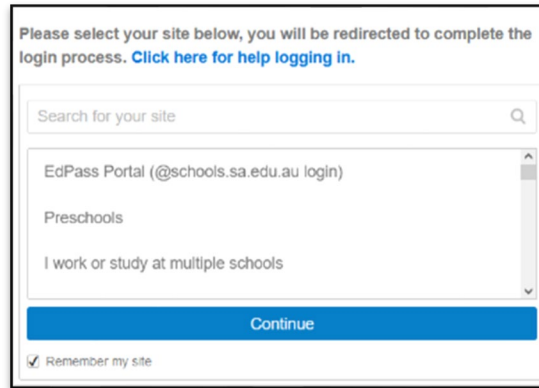 Please select your site below, you will be redirected to complete the
login process. Click here for help logging in.
Search for your site
EdPass Portal (@schools.sa.edu.au login)
Preschools
I work or study at multiple schools
Continue
Remember my site